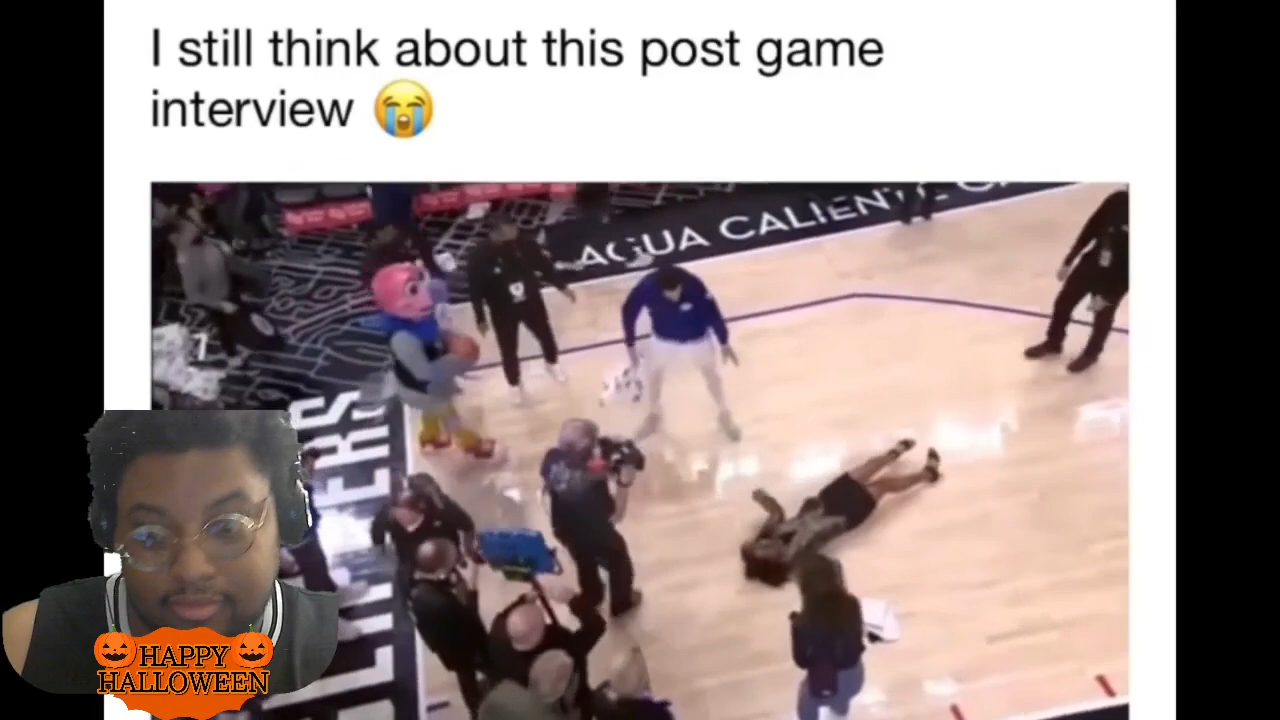 I still think about this post game
interview 😭
AGUA CALIENTE
HAPPY
HALLOWEEN